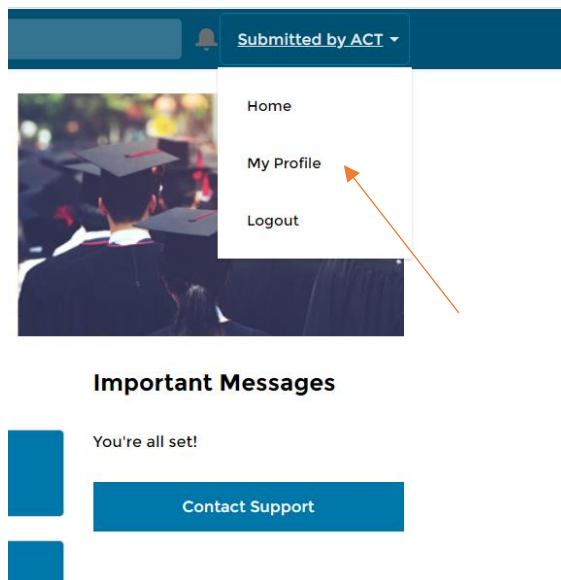 Submitted by ACT
Home
My Profile
Logout
Important Messages
You're all set!
Contact Support